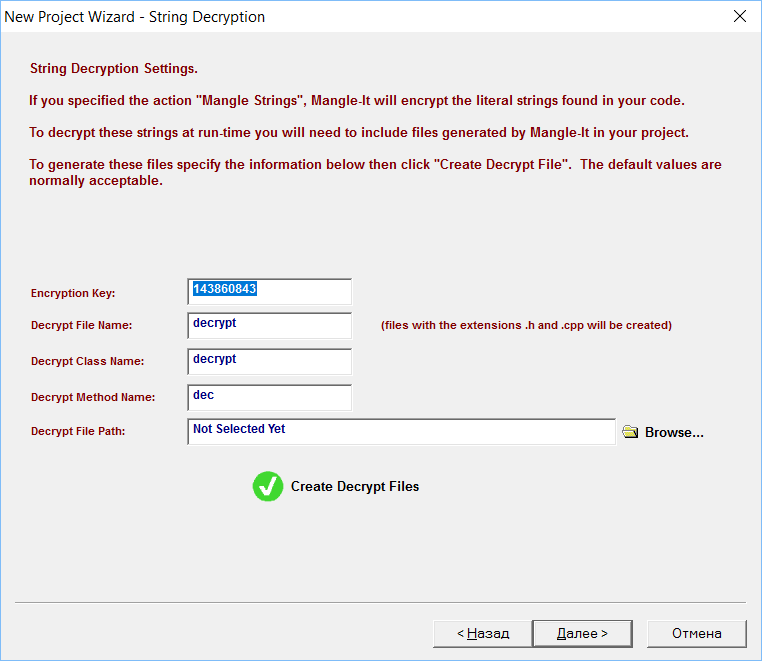 New Project Wizard - String Decryption
String Decryption Settings.
If you specified the action "Mangle Strings", Mangle-It will encrypt the literal strings found in your code.
To decrypt these strings at run-time you will need to include files generated by Mangle-It in your project.
To generate these files specify the information below then click "Create Decrypt File".  The default values are
normally acceptable.
Encryption Key: 143860843
Decrypt File Name: decrypt (files with the extensions .h and .cpp will be created)
Decrypt Class Name: decrypt
Decrypt Method Name: dec
Decrypt File Path: Not Selected Yet Browse...
Create Decrypt Files
< Назад Далее > Отмена